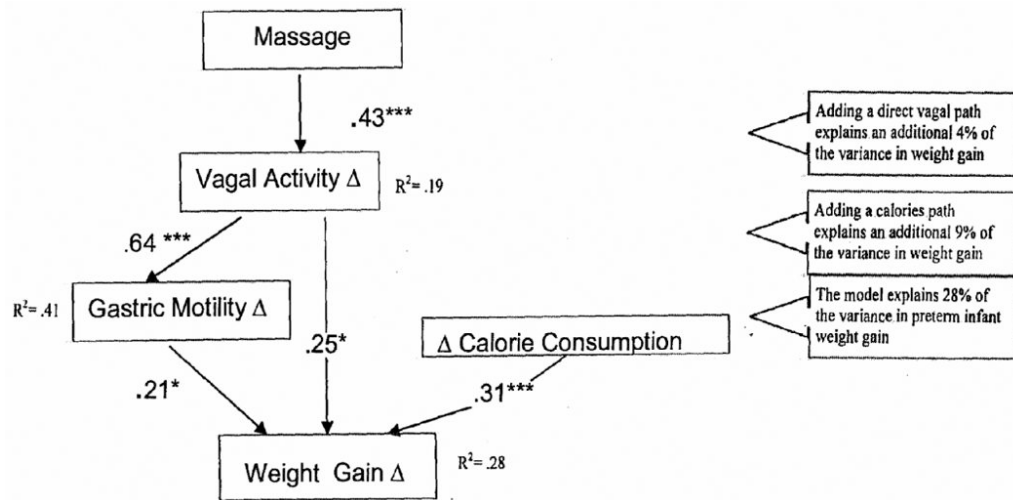 Massage
.43***
Vagal Activity Δ
R²= .19
.64 ***
R²= .41
Gastric Motility Δ
.25*
Δ Calorie Consumption
.21*
.31***
Weight Gain Δ
R²= .28
Adding a direct vagal path
explains an additional 4% of
the variance in weight gain
Adding a calories path
explains an additional 9% of
the variance in weight gain
The model explains 28% of
the variance in preterm infant
weight gain